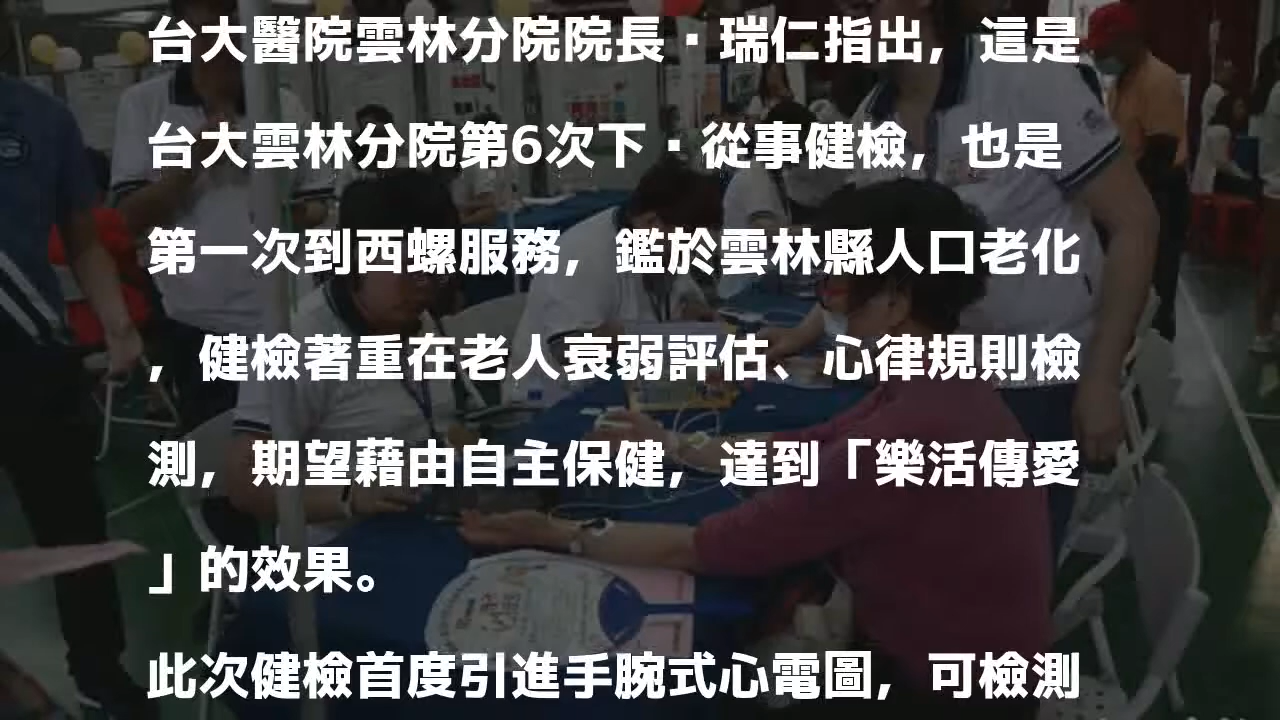 台大醫院雲林分院院長▪瑞仁指出，這是
台大雲林分院第6次下▪從事健檢，也是
第一次到西螺服務，鑑於雲林縣人口老化
，健檢著重在老人衰弱評估、心律規則檢
測，期望藉由自主保健，達到「樂活傳愛
」的效果。
此次健檢首度引進手腕式心電圖，可檢測